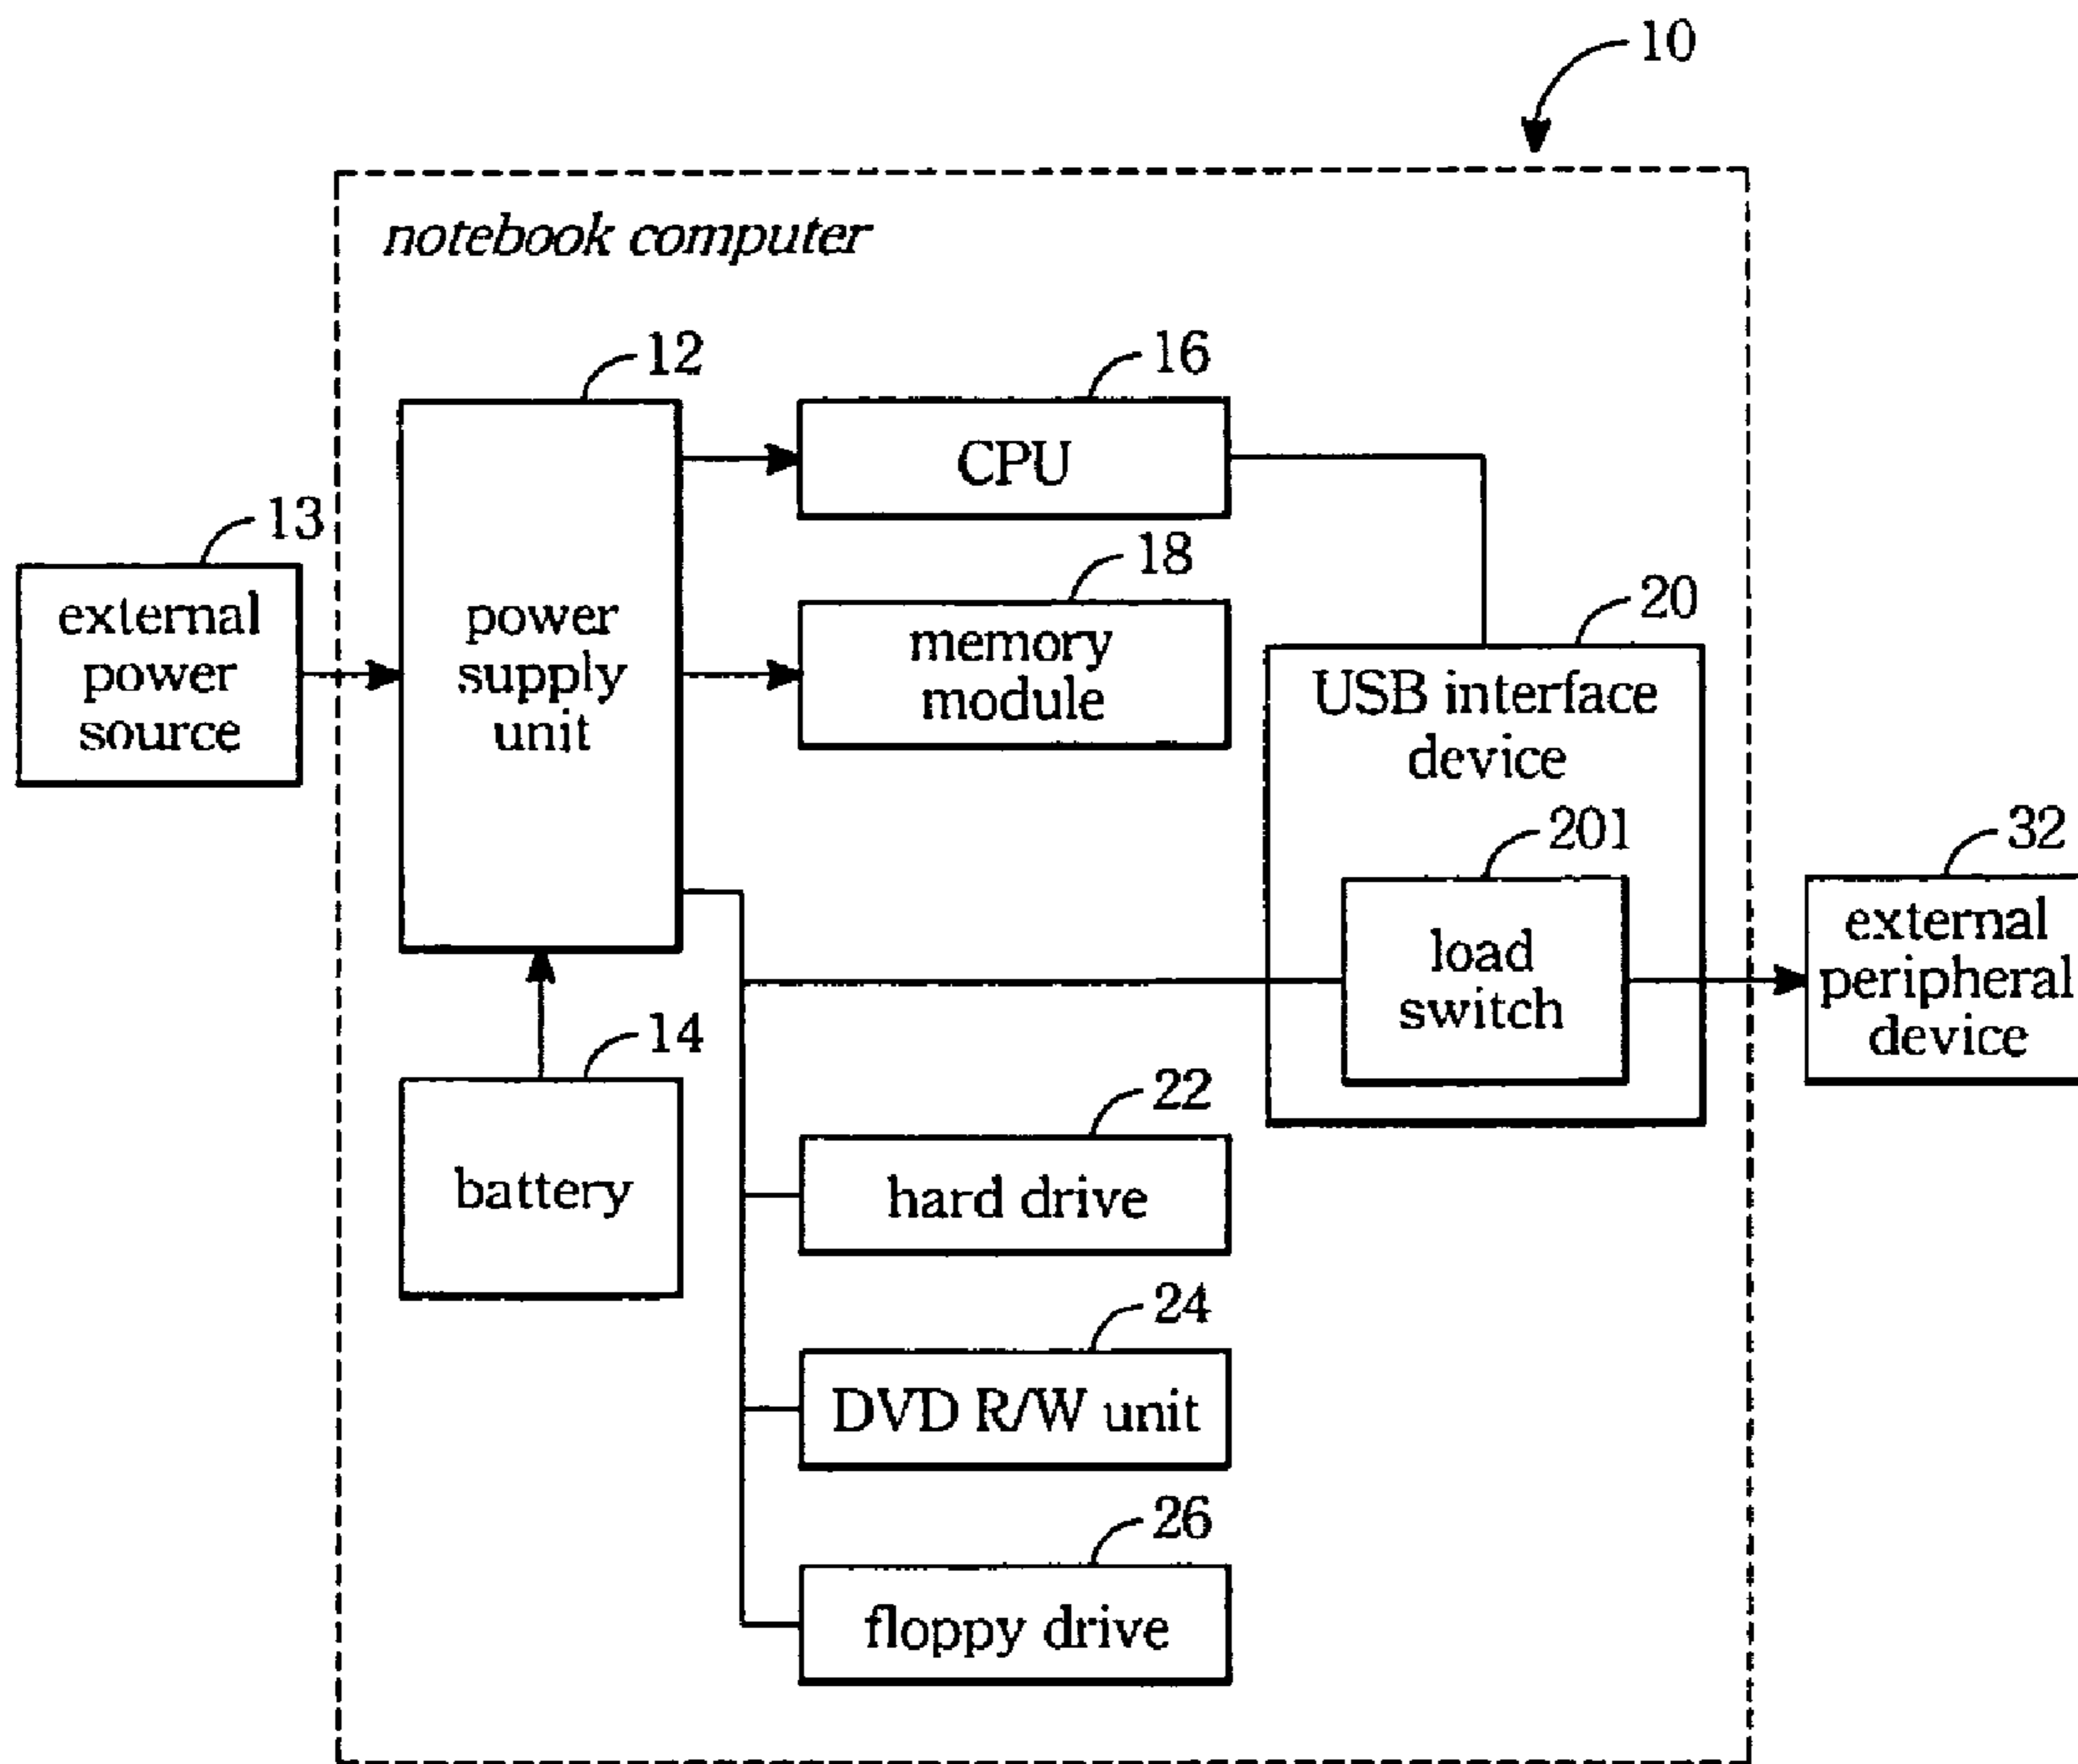 10
notebook computer
12
16
CPU
13
18
external
power
source
power
supply
unit
memory
module
20
USB interface
device
201
load
switch
32
external
peripheral
device
14
battery
22
hard drive
24
DVD R/W unit
26
floppy drive